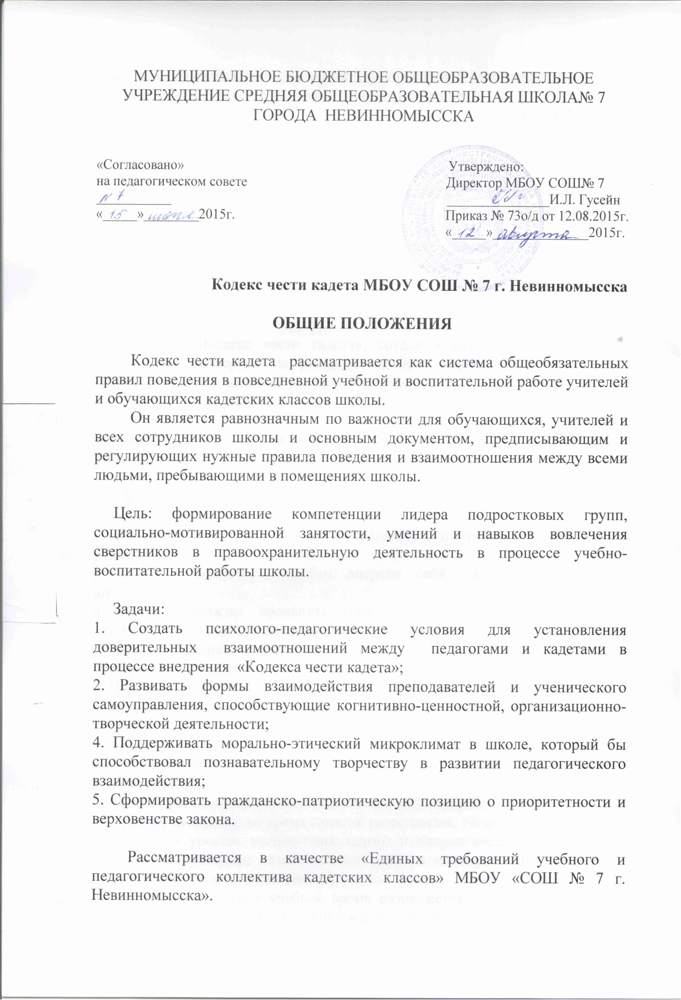 МУНИЦИПАЛЬНОЕ БЮДЖЕТНОЕ ОБЩЕОБРАЗОВАТЕЛЬНОЕ
УЧРЕЖДЕНИЕ СРЕДНЯЯ ОБЩЕОБРАЗОВАТЕЛЬНАЯ ШКОЛА№ 7
ГОРОДА НЕВИННОМЫССКА
«Согласовано»
на педагогическом совете
№ 7
«15» 2015г.
Утверждено:
Директор МБОУ СОШ№ 7
И.Л. Гусейн
Приказ № 73о/д от 12.08.2015г.
«12» августа 2015г.
Кодекс чести кадета МБОУ СОШ № 7 г. Невинномысска
ОБЩИЕ ПОЛОЖЕНИЯ
Кодекс чести кадета рассматривается как система общеобязательных
правил поведения в повседневной учебной и воспитательной работе учителей
и обучающихся кадетских классов школы.
Он является равнозначным по важности для обучающихся, учителей и
всех сотрудников школы и основным документом, предписывающим и
регулирующих нужные правила поведения и взаимоотношения между всеми
людьми, пребывающими в помещениях школы.
Цель: формирование компетенции лидера подростковых групп,
социально-мотивированной занятости, умений и навыков вовлечения
сверстников в правоохранительную деятельность в процессе учебно-
воспитательной работы школы.
Задачи:
1. Создать психолого-педагогические условия для установления
доверительных взаимоотношений между педагогами и кадетами в
процессе внедрения «Кодекса чести кадета»;
2. Развивать формы взаимодействия преподавателей и ученического
самоуправления, способствующие когнитивно-ценностной, организационно-
творческой деятельности;
4. Поддерживать морально-этический микроклимат в школе, который бы
способствовал познавательному творчеству в развитии педагогического
взаимодействия;
5. Сформировать гражданско-патриотическую позицию о приоритетности и
верховенстве закона.
Рассматривается в качестве «Единых требований учебного и
педагогического коллектива кадетских классов» МБОУ «СОШ № 7 г.
Невинномысска».